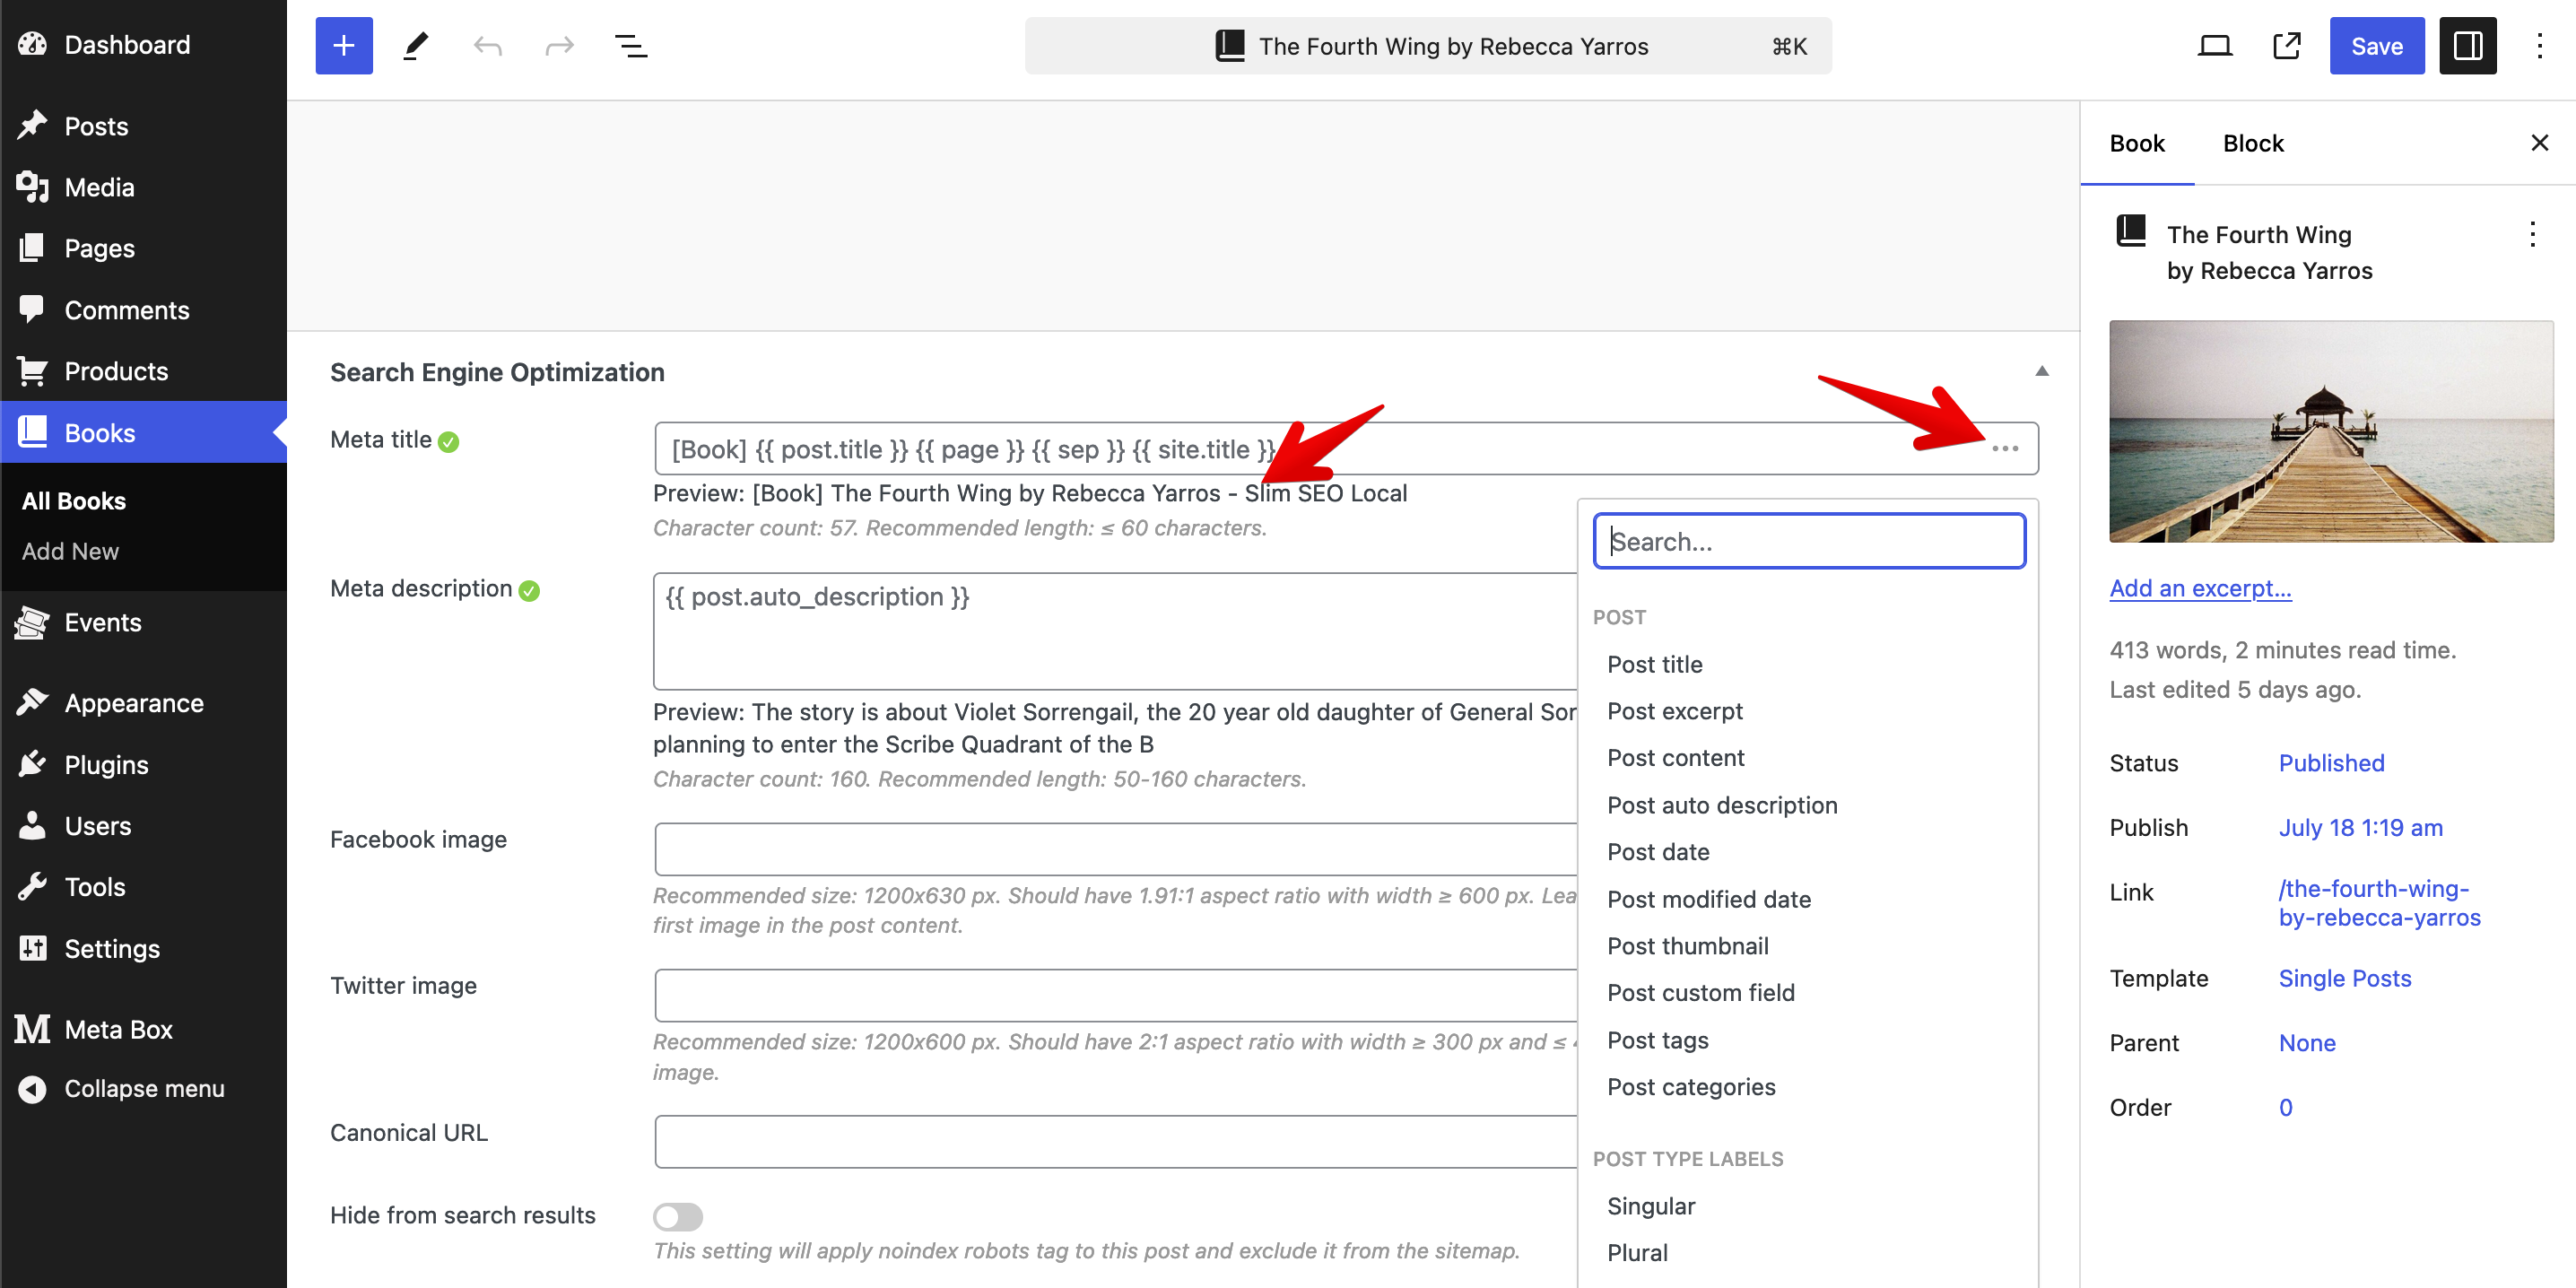 Dashboard
Posts
Media
Pages
Comments
Products
Books
All Books
Add New
Events
Appearance
Plugins
Users
Tools
Settings
Meta Box
Collapse menu
The Fourth Wing by Rebecca Yarros ⌘K
Save
Search Engine Optimization
Meta title
[Book] {{ post.title }} {{ page }} {{ sep }} {{ site.title }}
Preview: [Book] The Fourth Wing by Rebecca Yarros - Slim SEO Local
Character count: 57. Recommended length: ≤ 60 characters.
Meta description
{{ post.auto_description }}
Preview: The story is about Violet Sorrengail, the 20 year old daughter of General Sor
planning to enter the Scribe Quadrant of the B
Character count: 160. Recommended length: 50-160 characters.
Facebook image
Recommended size: 1200x630 px. Should have 1.91:1 aspect ratio with width ≥ 600 px. Lea
first image in the post content.
Twitter image
Recommended size: 1200x600 px. Should have 2:1 aspect ratio with width ≥ 300 px and ≤
image.
Canonical URL
Hide from search results
This setting will apply noindex robots tag to this post and exclude it from the sitemap.
Search...
POST
Post title
Post excerpt
Post content
Post auto description
Post date
Post modified date
Post thumbnail
Post custom field
Post tags
Post categories
POST TYPE LABELS
Singular
Plural
Book Block
The Fourth Wing
by Rebecca Yarros
Add an excerpt...
413 words, 2 minutes read time.
Last edited 5 days ago.
Status Published
Publish July 18 1:19 am
Link /the-fourth-wing-
by-rebecca-yarros
Template Single Posts
Parent None
Order 0